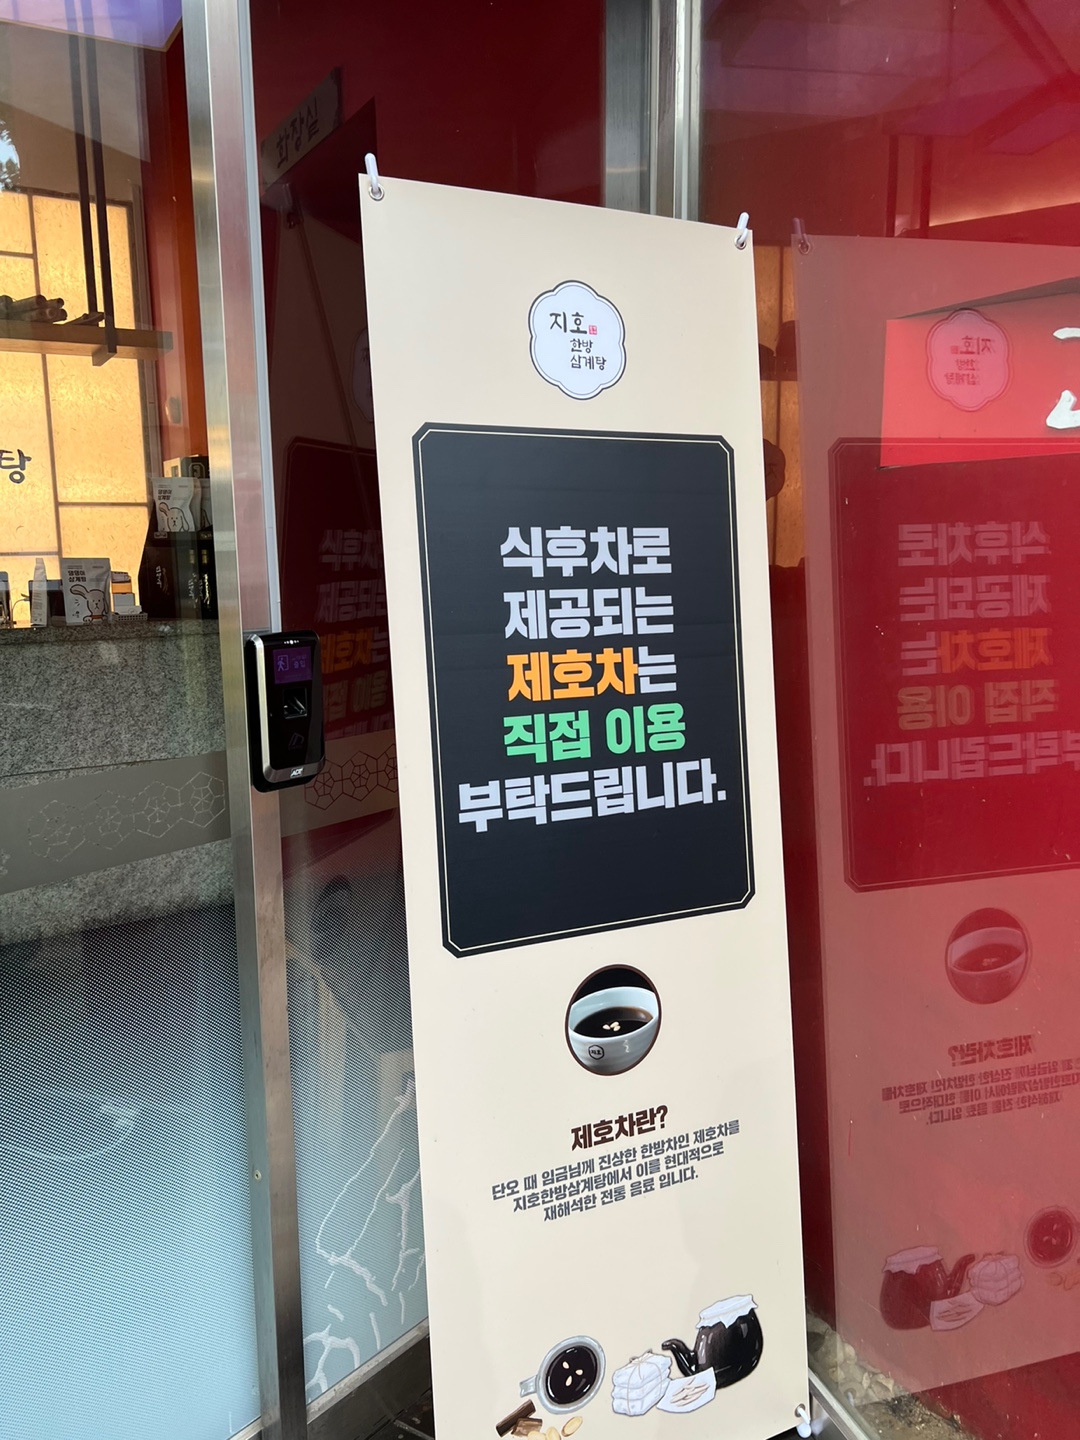 화장실
지호
한방
삼계탕
식후차로
제공되는
제호차는
직접 이용
부탁드립니다.
제호차란?
단오 때 임금님께 진상한 한방차인 제호차를
지호한방삼계탕에서 이를 현대적으로
재해석한 전통 음료 입니다.
탕
지호
ADT